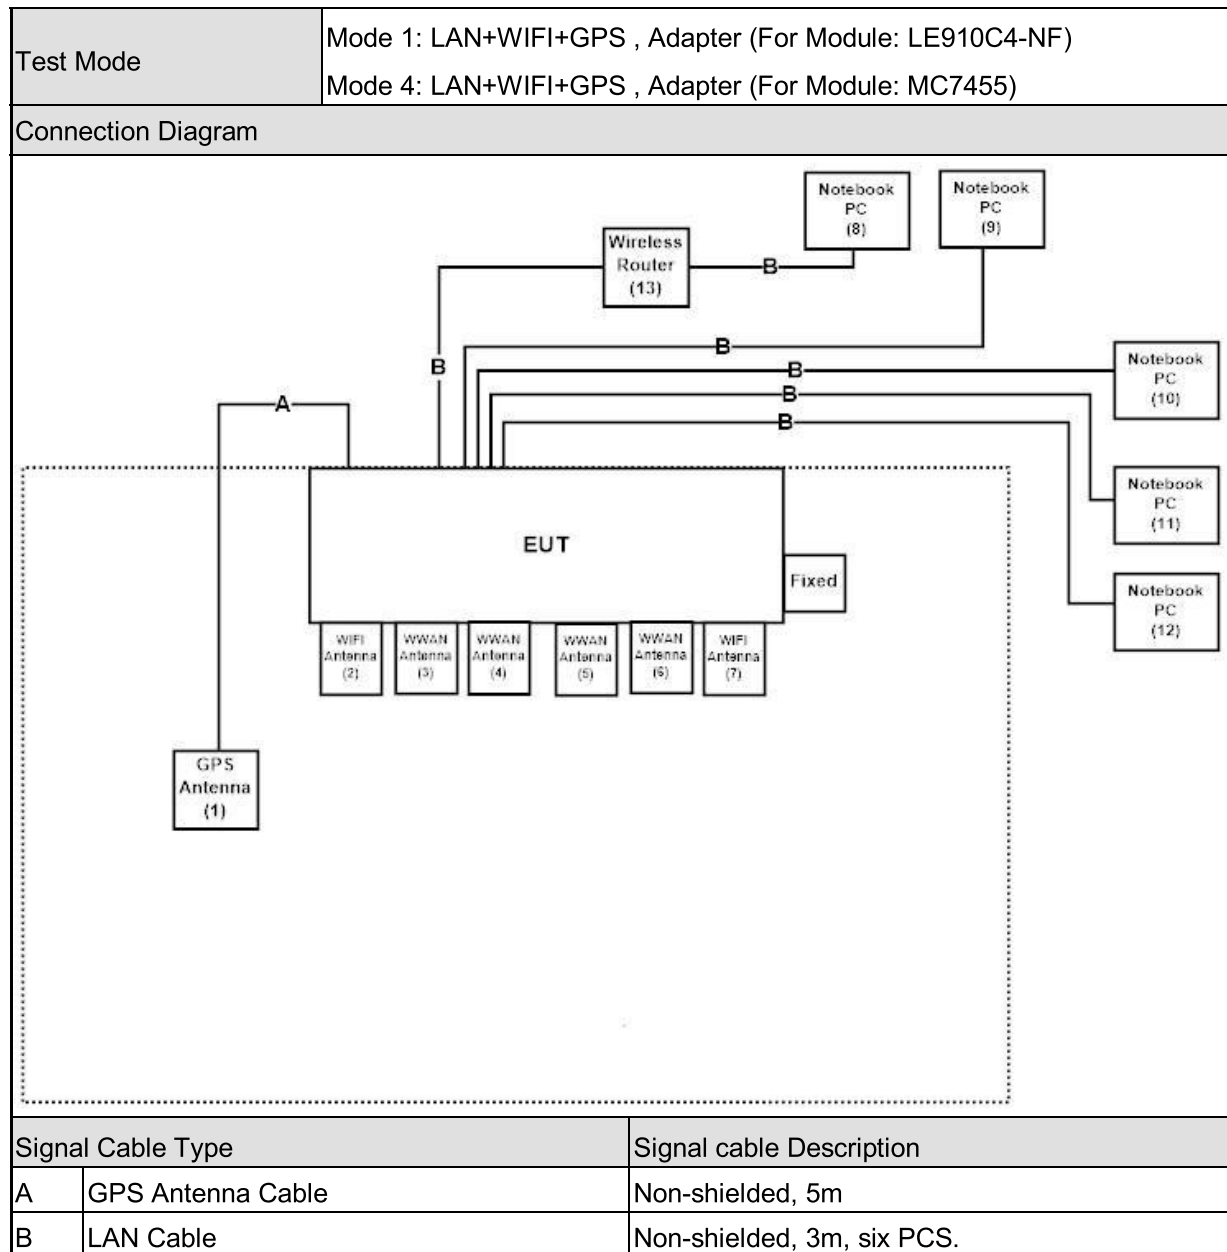 Test Mode
Mode 1: LAN+WIFI+GPS , Adapter (For Module: LE910C4-NF)
Mode 4: LAN+WIFI+GPS , Adapter (For Module: MC7455)
Connection Diagram
Notebook
PC
(8)
Notebook
PC
(9)
Wireless
Router
(13)
B
B
B
B
B
B
A
Notebook
PC
(10)
Notebook
PC
(11)
Notebook
PC
(12)
EUT
Fixed
WIFI
Antenna
(2)
WWAN
Antenna
(3)
WWAN
Antenna
(4)
WWAN
Antenna
(5)
WWAN
Antenna
(6)
WIFI
Antenna
(7)
GPS
Antenna
(1)
Signal Cable Type
Signal cable Description
A
GPS Antenna Cable
Non-shielded, 5m
B
LAN Cable
Non-shielded, 3m, six PCS.